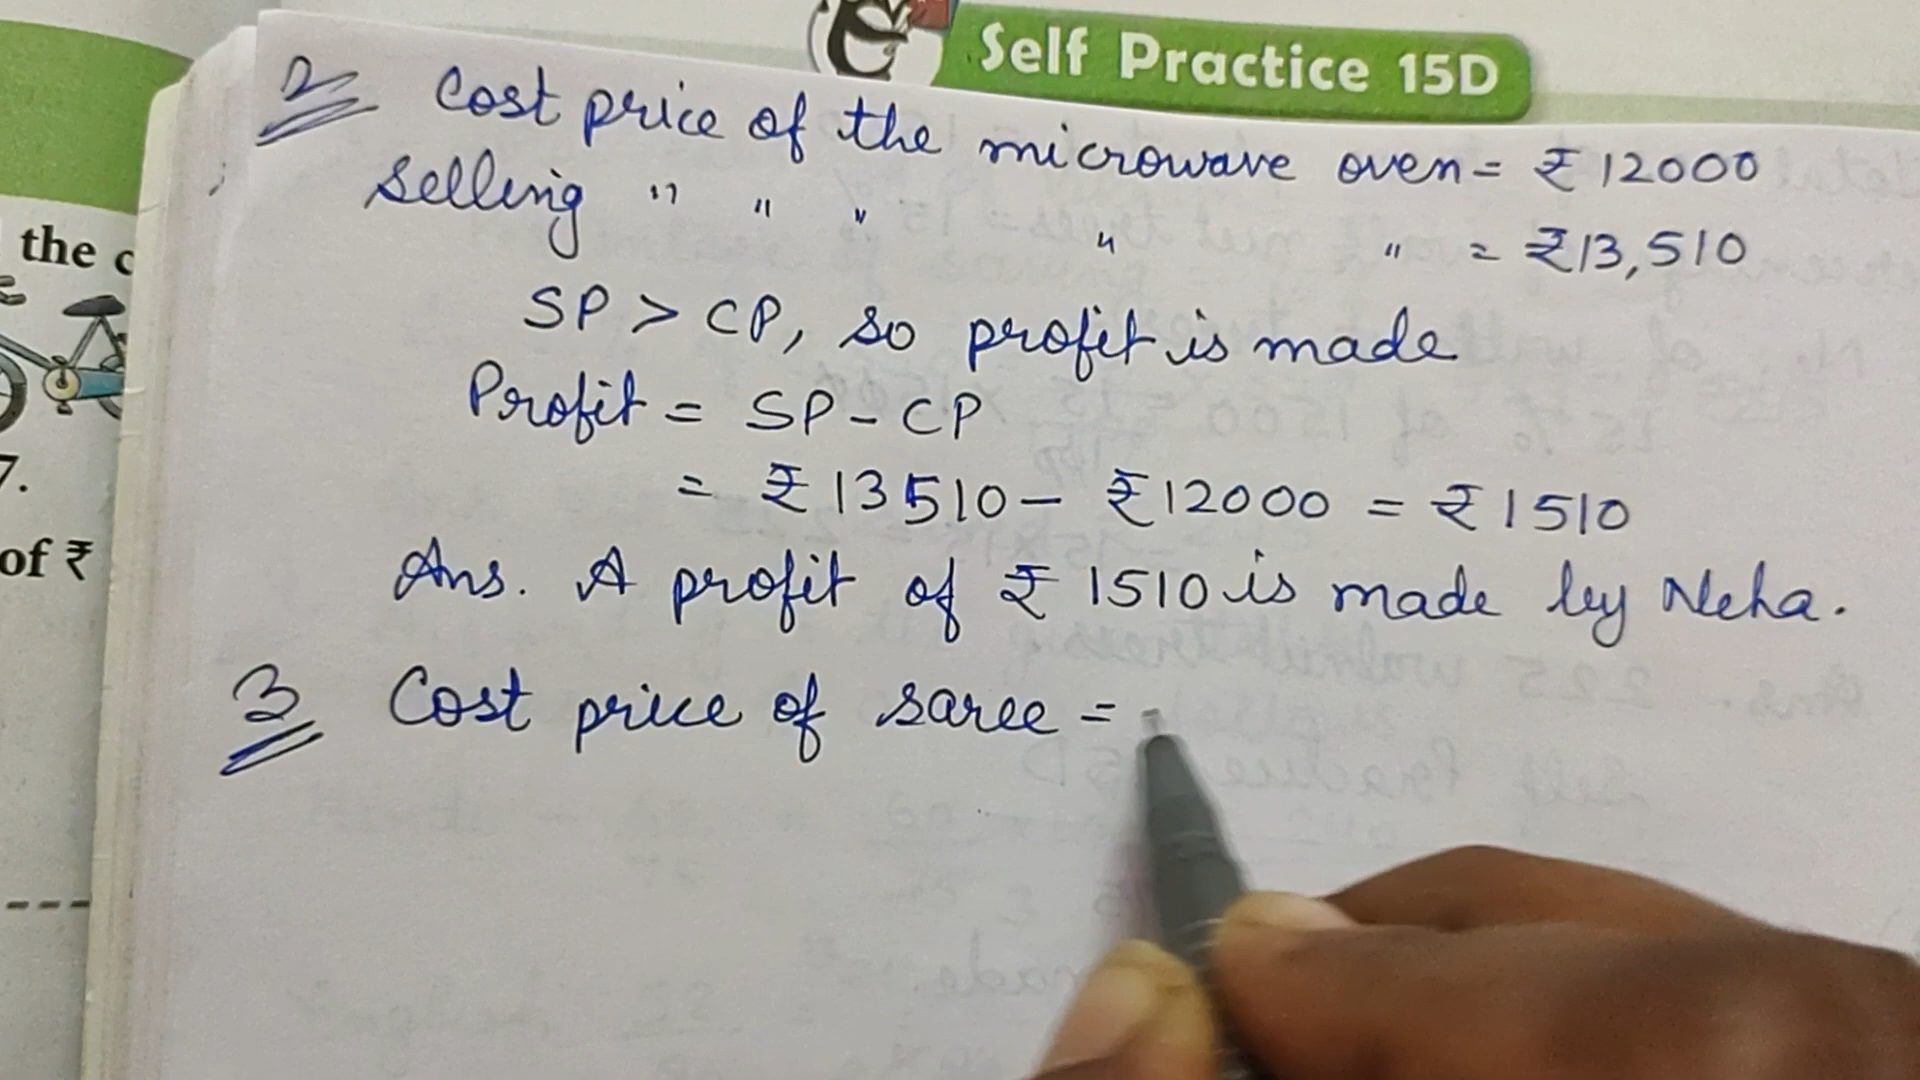 Self Practice 15D
2 Cost price of the microwave oven = ₹ 12000
Selling " " " " " = ₹13,510
SP > CP, so profit is made
Profit = SP - CP
= ₹ 13510 - ₹12000 = ₹1510
Ans. A profit of ₹ 1510 is made by Neha.
3 Cost price of saree =
the c
7.
of ₹